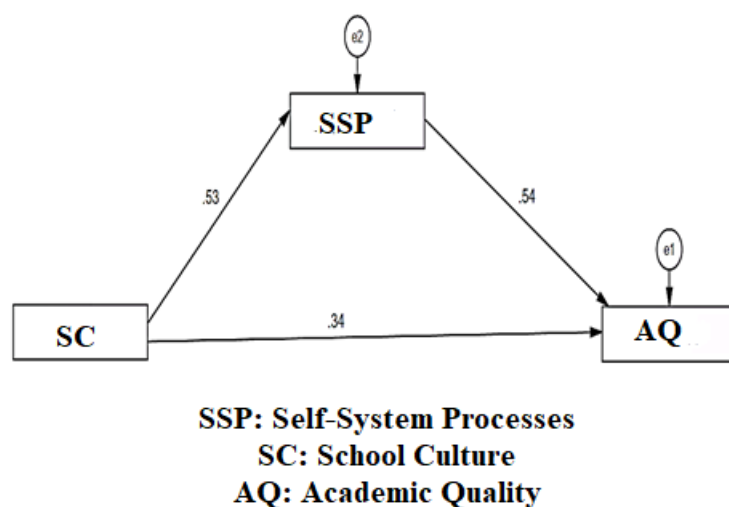 e2
SSP
.53
.54
e1
SC
.34
AQ
SSP: Self-System Processes
SC: School Culture
AQ: Academic Quality